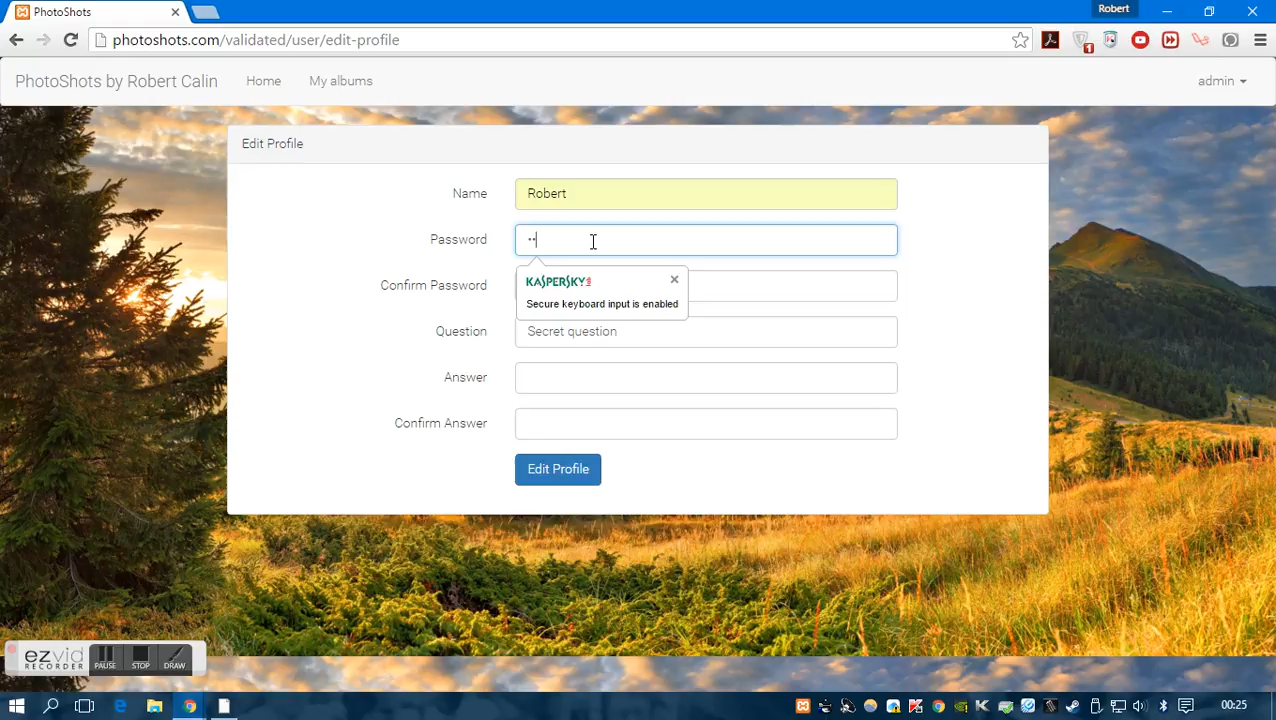 PhotoShots
Robert
photoshots.com/validated/user/edit-profile
1
PhotoShots by Robert Calin
Home
My albums
admin
Edit Profile
Name
Robert
Password
Confirm Password
KASPERSKY
Secure keyboard input is enabled
Question
Secret question
Answer
Confirm Answer
Edit Profile
ezvid
RECORDER
PAUSE
STOP
DRAW
00:25